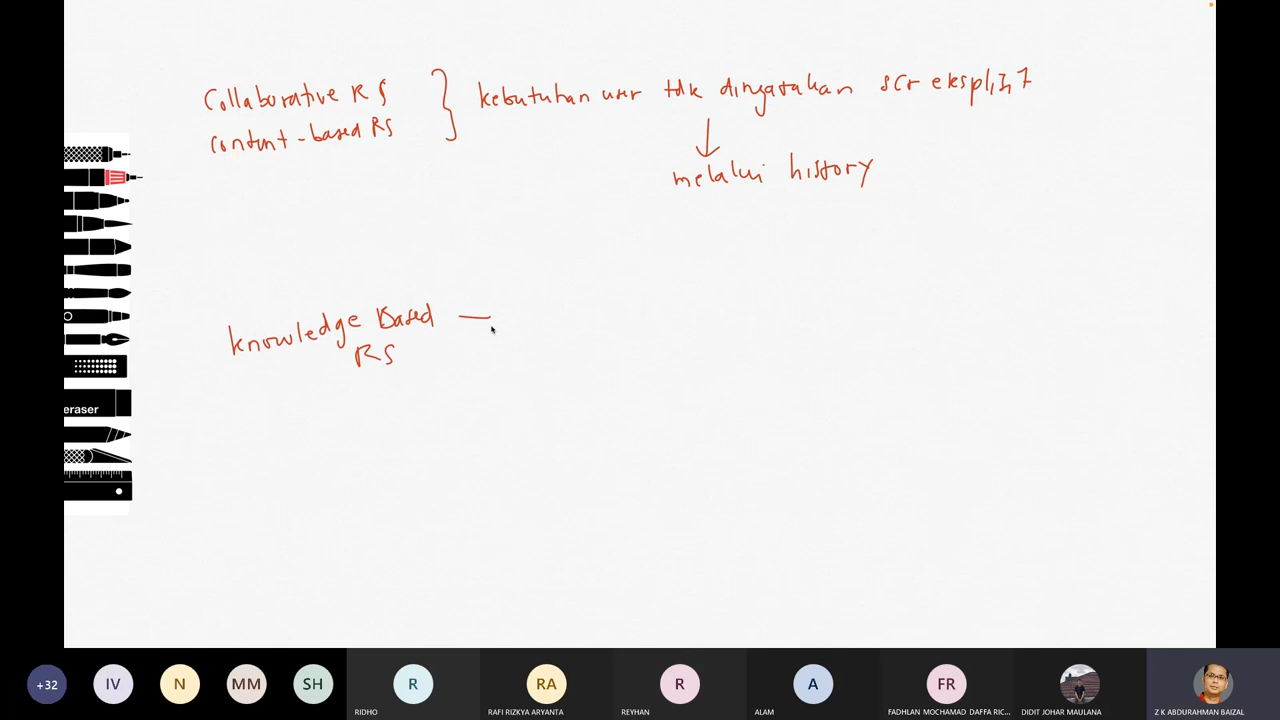 Collaborative RS
content-based RS
kebutuhan user tdk dinyatakan scr eksplisit
melalui history
knowledge Based
RS
eraser
+32
IV
N
MM
SH
R
RA
R
A
FR
RIDHO
RAFI RIZKYA ARYANTA
REYHAN
ALAM
FADHLAN MOCHAMAD DAFFA RIC...
DIDIT JOHAR MAULANA
Z K ABDURAHMAN BAIZAL